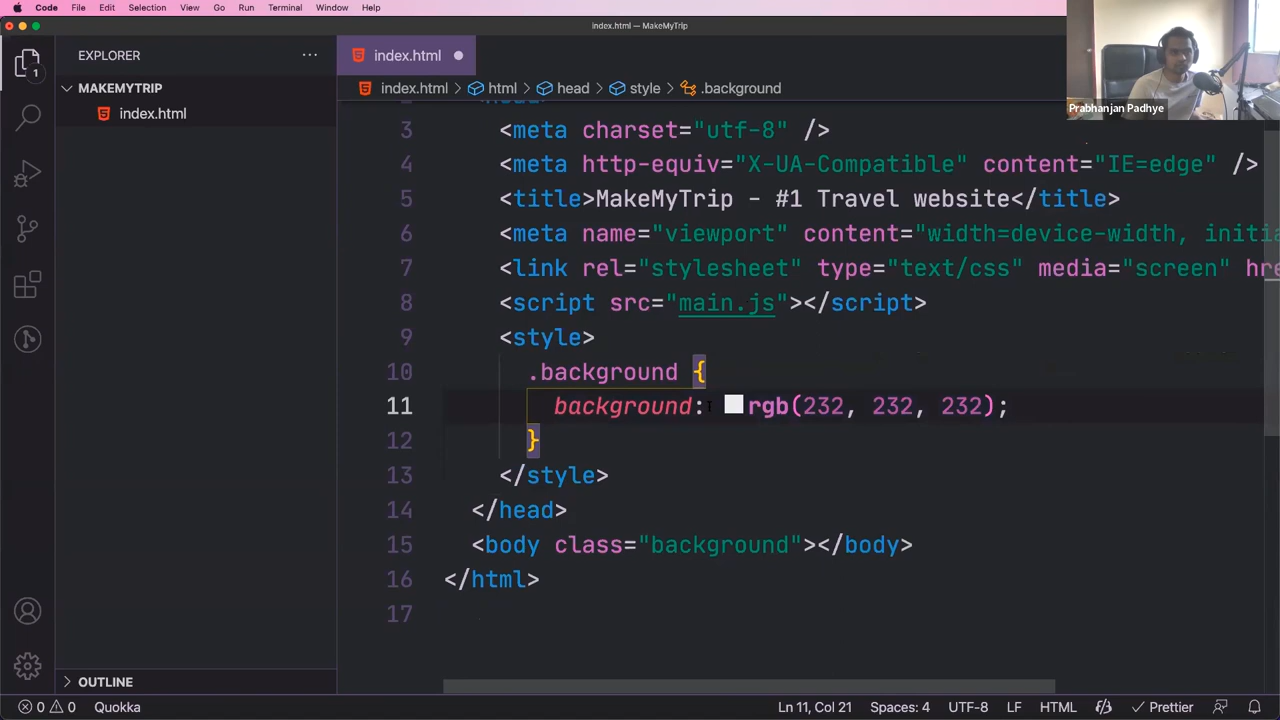 Code File Edit Selection View Go Run Terminal Window Help
index.html — MakeMyTrip
Prabhanjan Padhye
EXPLORER
MAKEMYTRIP
index.html
1
OUTLINE
index.html
index.html > html > head > style > .background
3 <meta charset="utf-8" />
4 <meta http-equiv="X-UA-Compatible" content="IE=edge" />
5 <title>MakeMyTrip - #1 Travel website</title>
6 <meta name="viewport" content="width=device-width, initia
7 <link rel="stylesheet" type="text/css" media="screen" hre
8 <script src="main.js"></script>
9 <style>
10 .background {
11 background: rgb(232, 232, 232);
12 }
13 </style>
14 </head>
15 <body class="background"></body>
16 </html>
17
0 0 Quokka Ln 11, Col 21 Spaces: 4 UTF-8 LF HTML Prettier